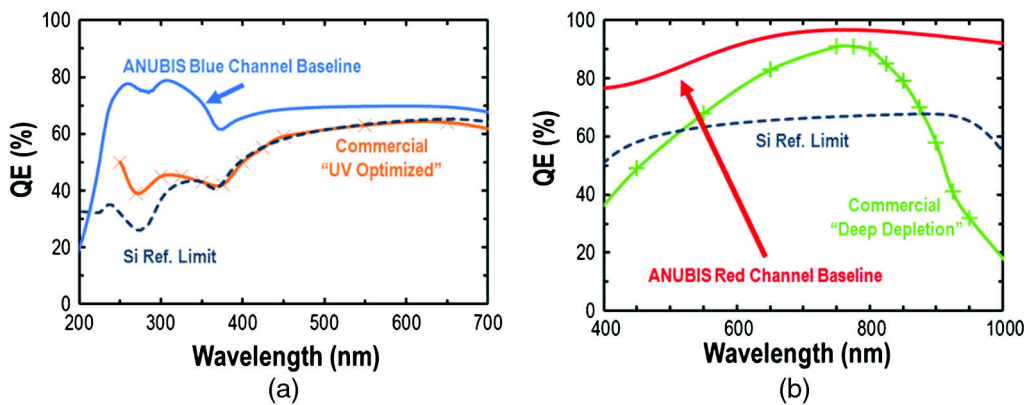 100
80
60
40
20
0
QE (%)
ANUBIS Blue Channel Baseline
Commercial
“UV Optimized”
Si Ref. Limit
200 300 400 500 600 700
Wavelength (nm)
(a)
100
80
60
40
20
0
QE (%)
Si Ref. Limit
Commercial
“Deep Depletion”
ANUBIS Red Channel Baseline
400 600 800 1000
Wavelength (nm)
(b)